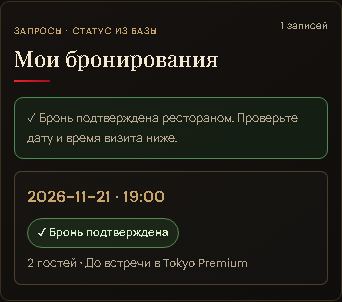 ЗАПРОСЫ · СТАТУС ИЗ БАЗЫ
1 записей
Мои бронирования
✓ Бронь подтверждена рестораном. Проверьте
дату и время визита ниже.
2026-11-21 · 19:00
✓ Бронь подтверждена
2 гостей · До встречи в Tokyo Premium